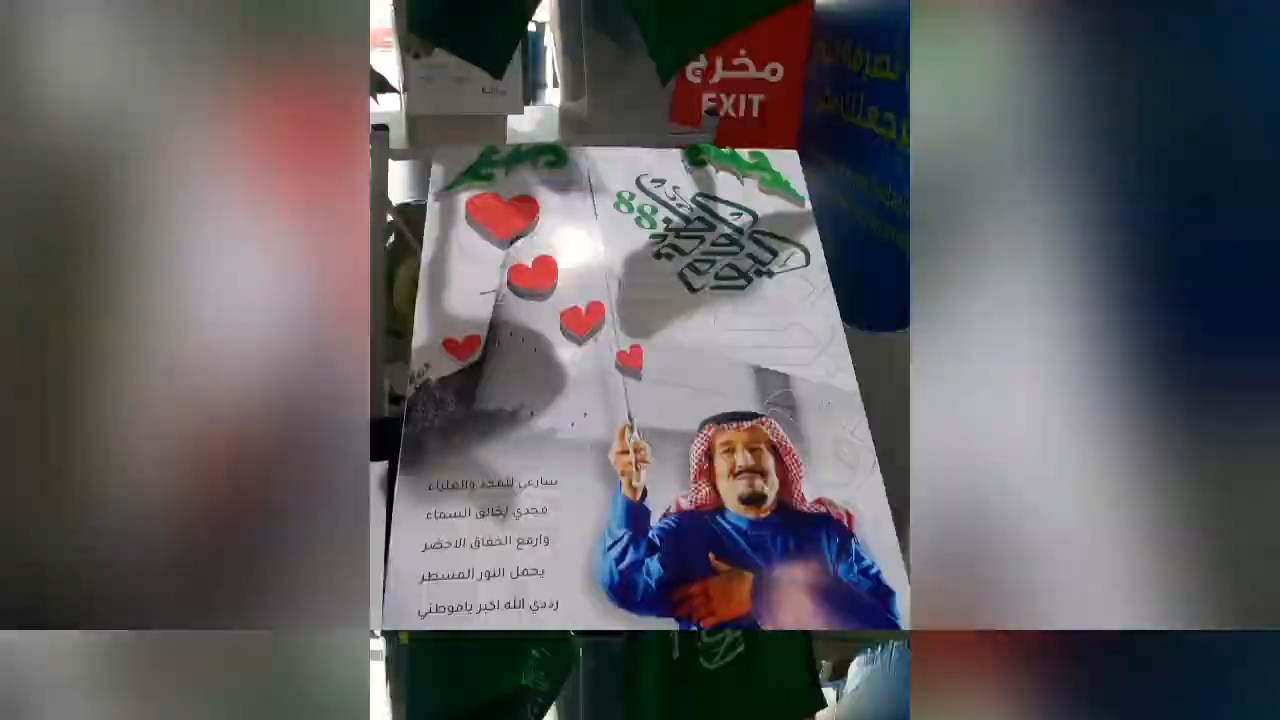 مخرج
EXIT
اليوم الوطني
88
سارعي للمجد والعلياء
مجدي لخالق السماء
وارفع الخفاق الاخضر
يحمل النور المسطر
رددي الله اكبر ياموطني